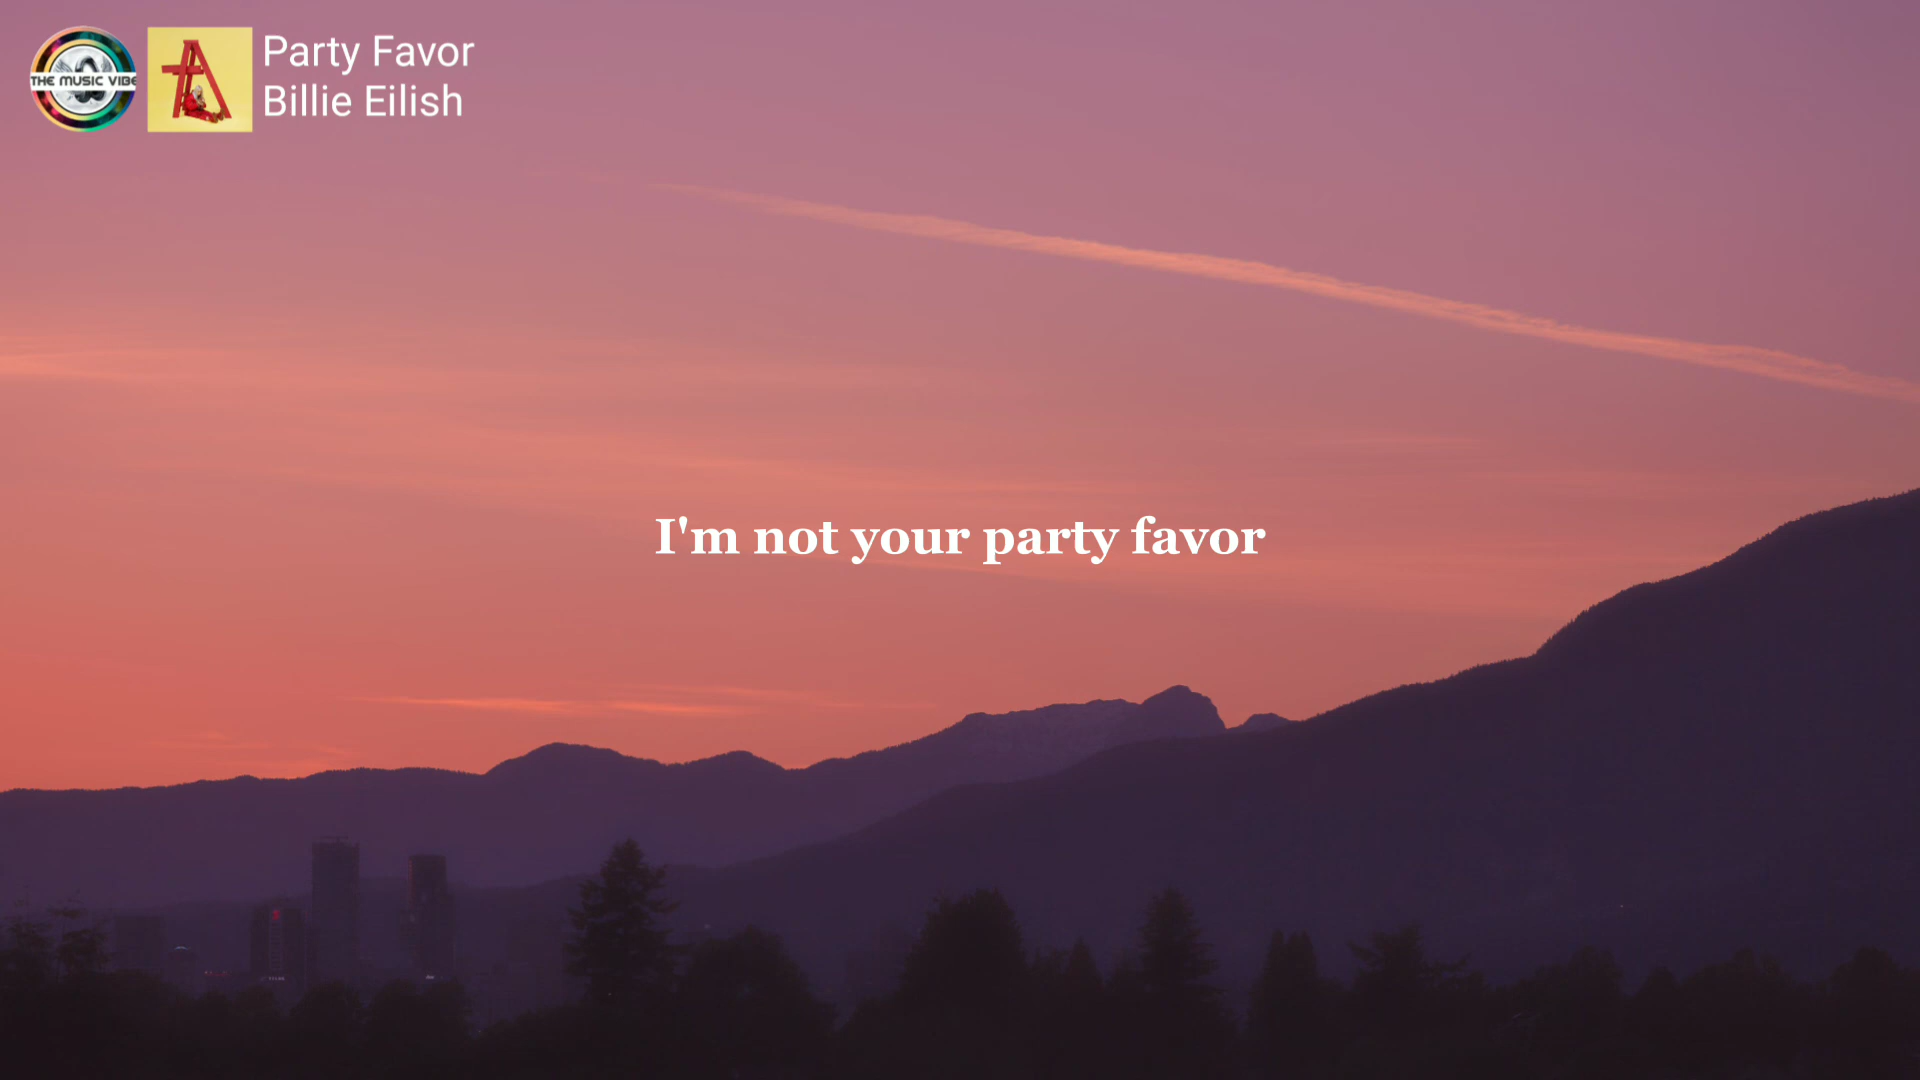 THE MUSIC VIBE
Party Favor
Billie Eilish
I'm not your party favor